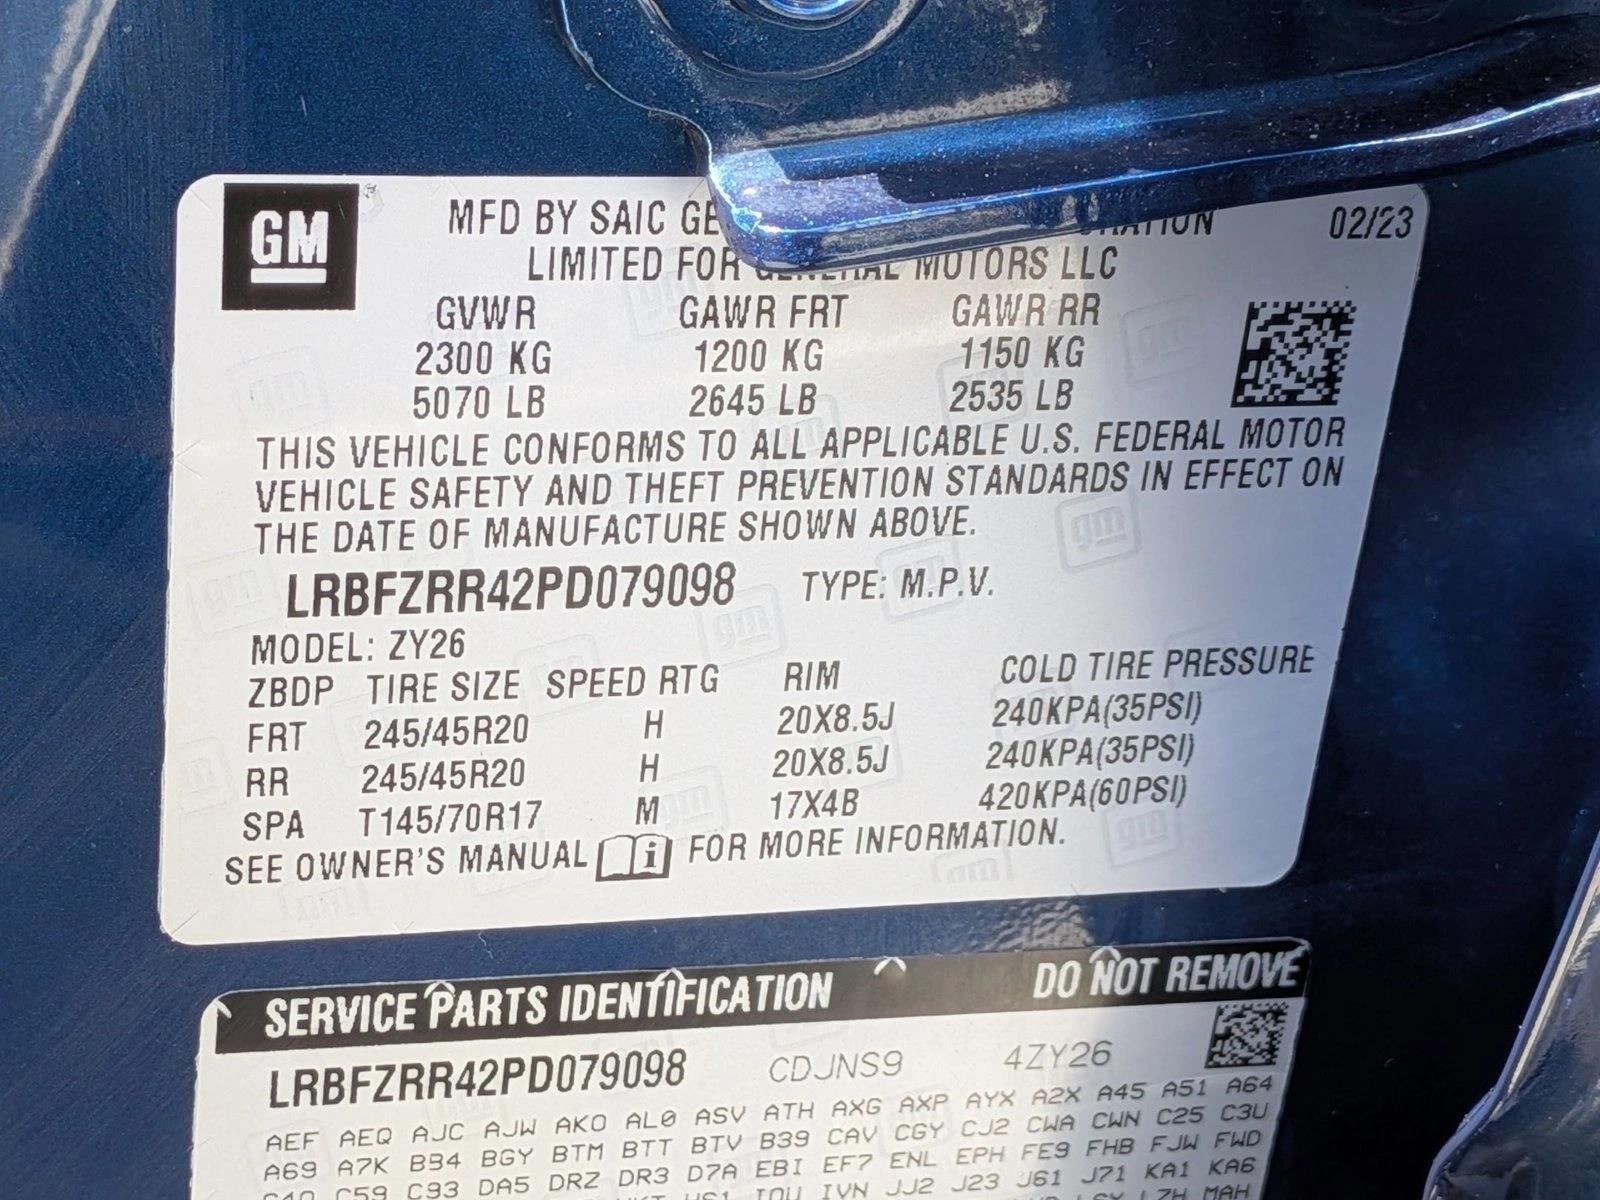 GM
MFD BY SAIC 02/23
LIMITED FOR GENERAL MOTORS LLC
GVWR GAWR FRT GAWR RR
2300 KG 1200 KG 1150 KG
5070 LB 2645 LB 2535 LB
THIS VEHICLE CONFORMS TO ALL APPLICABLE U.S. FEDERAL MOTOR
VEHICLE SAFETY AND THEFT PREVENTION STANDARDS IN EFFECT ON
THE DATE OF MANUFACTURE SHOWN ABOVE.
LRBFZRR42PD079098 TYPE: M.P.V.
MODEL: ZY26
ZBDP TIRE SIZE SPEED RTG RIM COLD TIRE PRESSURE
FRT 245/45R20 H 20X8.5J 240KPA(35PSI)
RR 245/45R20 H 20X8.5J 240KPA(35PSI)
SPA T145/70R17 M 17X4B 420KPA(60PSI)
SEE OWNER'S MANUAL i FOR MORE INFORMATION.
SERVICE PARTS IDENTIFICATION DO NOT REMOVE
LRBFZRR42PD079098 CDJNS9 4ZY26
AEF AEQ AJC AJW AKO AL0 ASV ATH AXG AXP AYX A2X A45 A51 A64
A69 A7K B34 BGY BTM BTT BTV B39 CAV CGY CJ2 CWA CWN C25 C3U
C59 C93 DA5 DRZ DR3 D7A EBI EF7 ENL EPH FE9 FHB FJW FWD
IVN JJ2 J23 J61 J71 KA1 KA6
MAH